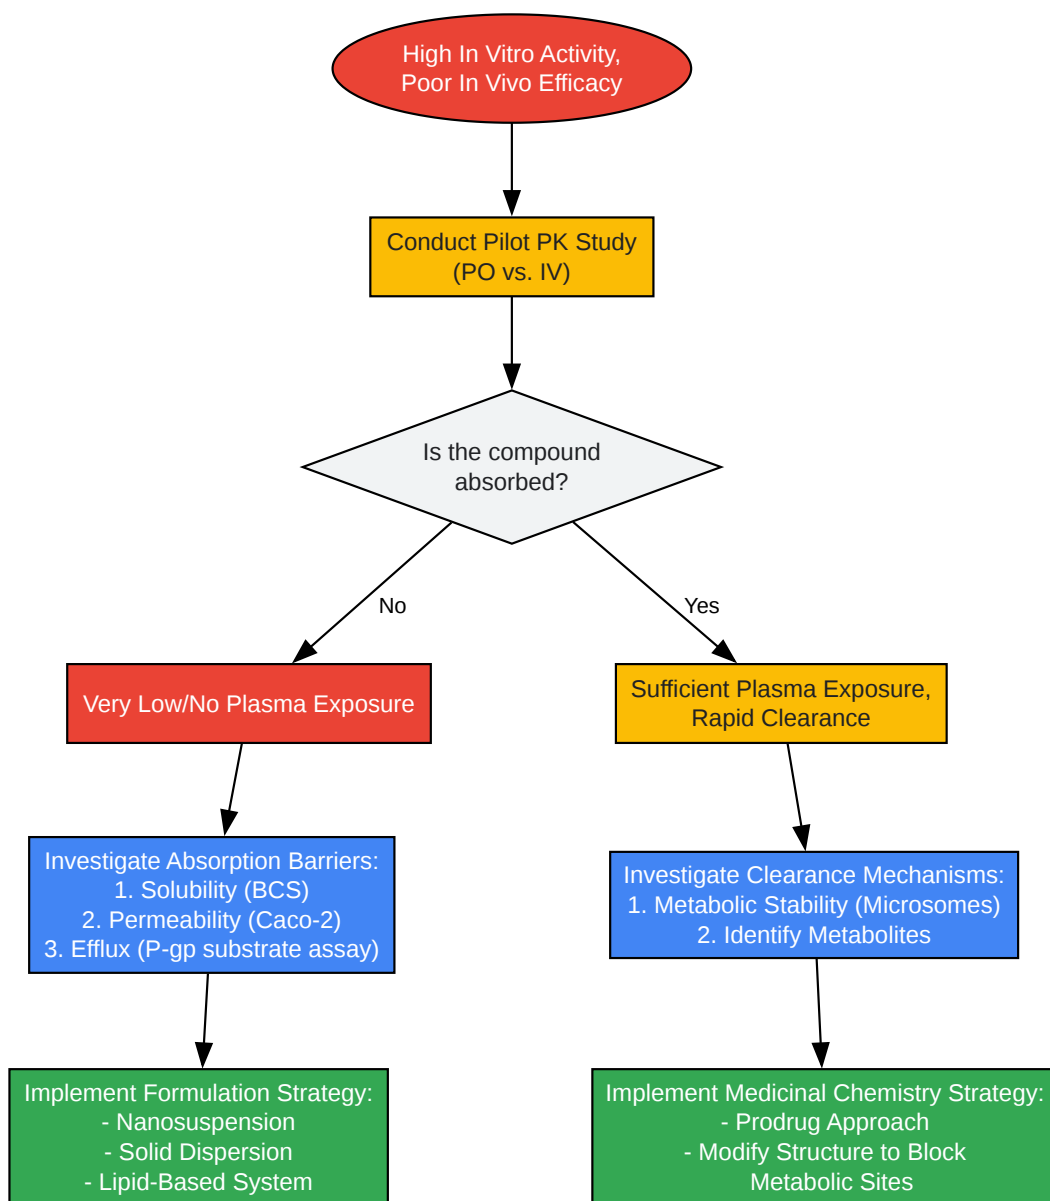 High In Vitro Activity,
Poor In Vivo Efficacy
Conduct Pilot PK Study
(PO vs. IV)
Is the compound
absorbed?
No
Yes
Very Low/No Plasma Exposure
Sufficient Plasma Exposure,
Rapid Clearance
Investigate Absorption Barriers:
1. Solubility (BCS)
2. Permeability (Caco-2)
3. Efflux (P-gp substrate assay)
Investigate Clearance Mechanisms:
1. Metabolic Stability (Microsomes)
2. Identify Metabolites
Implement Formulation Strategy:
- Nanosuspension
- Solid Dispersion
- Lipid-Based System
Implement Medicinal Chemistry Strategy:
- Prodrug Approach
- Modify Structure to Block
Metabolic Sites